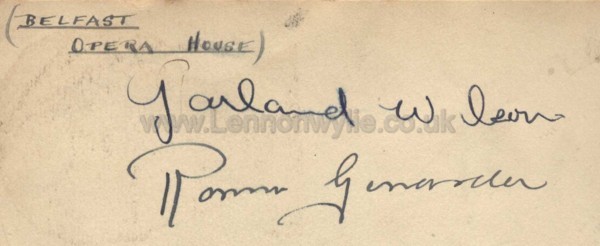 (BELFAST
OPERA HOUSE)
Garland Wilson
www.Lennonwylie.co.uk